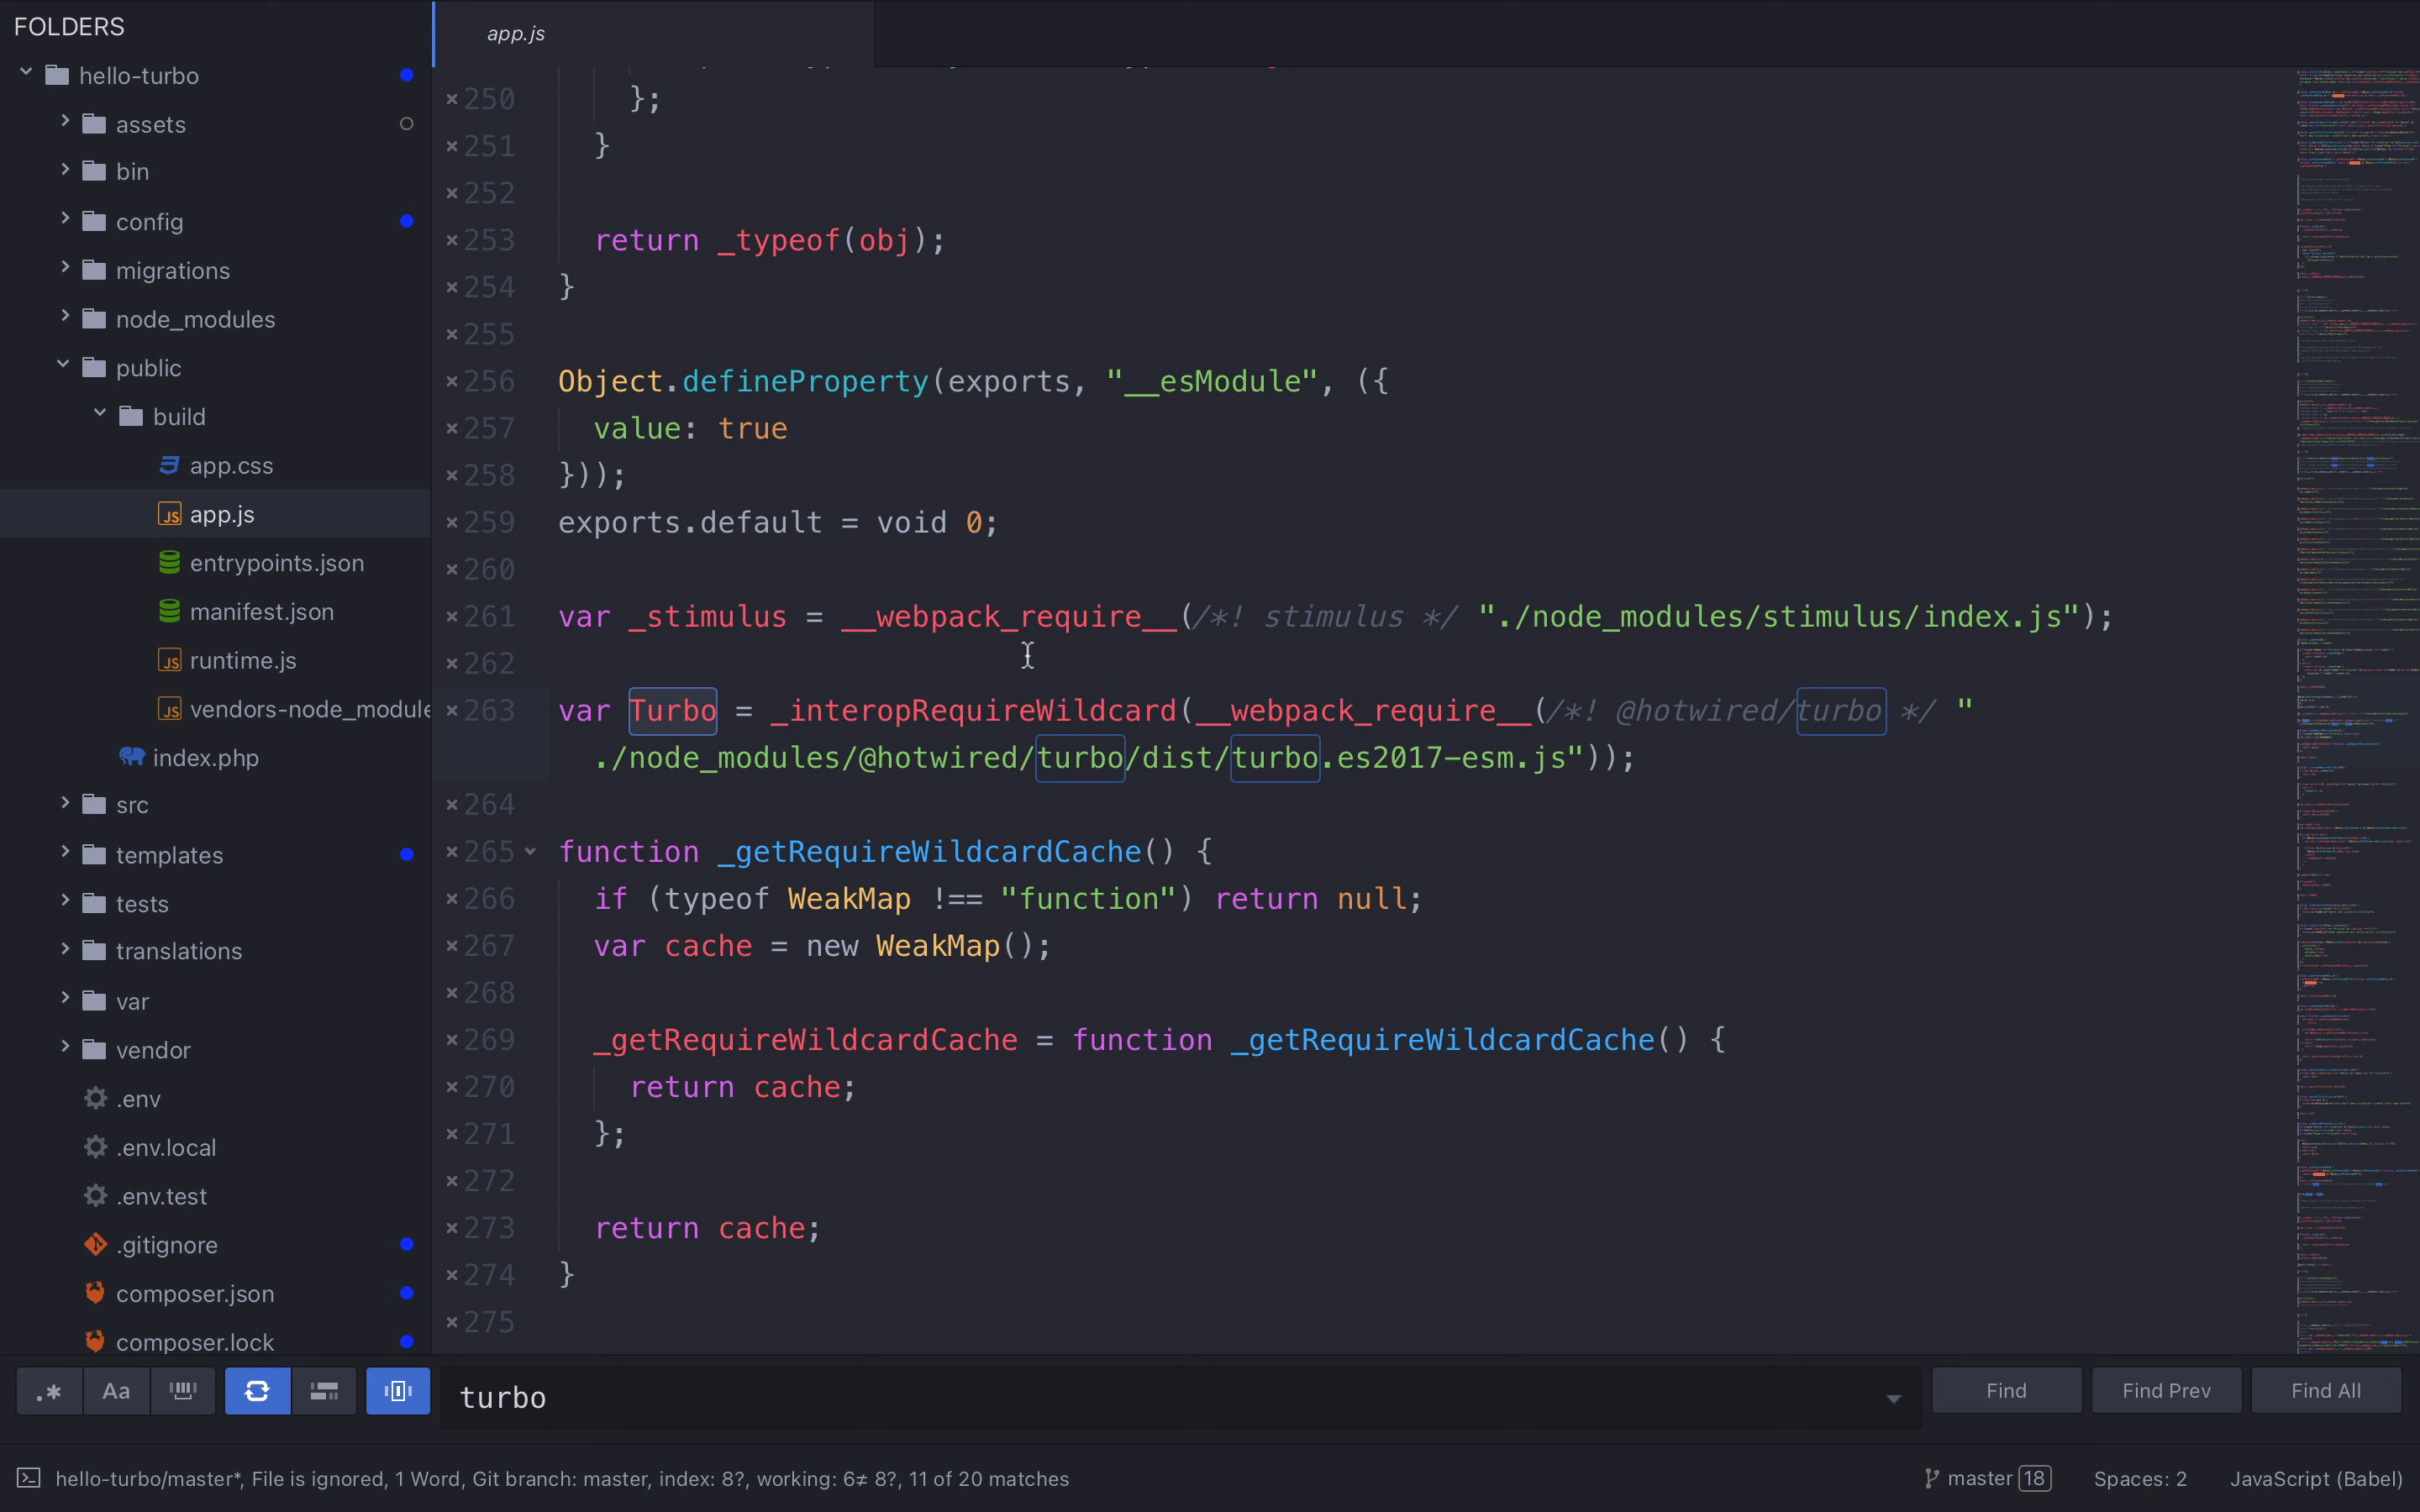 FOLDERS
hello-turbo
assets
bin
config
migrations
node_modules
public
build
app.css
JS app.js
entrypoints.json
manifest.json
JS runtime.js
JS vendors-node_module
index.php
src
templates
tests
translations
var
vendor
.env
.env.local
.env.test
.gitignore
composer.json
composer.lock
app.js
250 };
251 }
252
253 return _typeof(obj);
254 }
255
256 Object.defineProperty(exports, "__esModule", ({
257 value: true
258 }));
259 exports.default = void 0;
260
261 var _stimulus = __webpack_require__(/*! stimulus */ "./node_modules/stimulus/index.js");
262
263 var Turbo = _interopRequireWildcard(__webpack_require__(/*! @hotwired/turbo */ "
./node_modules/@hotwired/turbo/dist/turbo.es2017-esm.js"));
264
265 function _getRequireWildcardCache() {
266 if (typeof WeakMap !== "function") return null;
267 var cache = new WeakMap();
268
269 _getRequireWildcardCache = function _getRequireWildcardCache() {
270 return cache;
271 };
272
273 return cache;
274 }
275
.* Aa
turbo
Find Find Prev Find All
hello-turbo/master*, File is ignored, 1 Word, Git branch: master, index: 8?, working: 6≠ 8?, 11 of 20 matches
master 18 Spaces: 2 JavaScript (Babel)